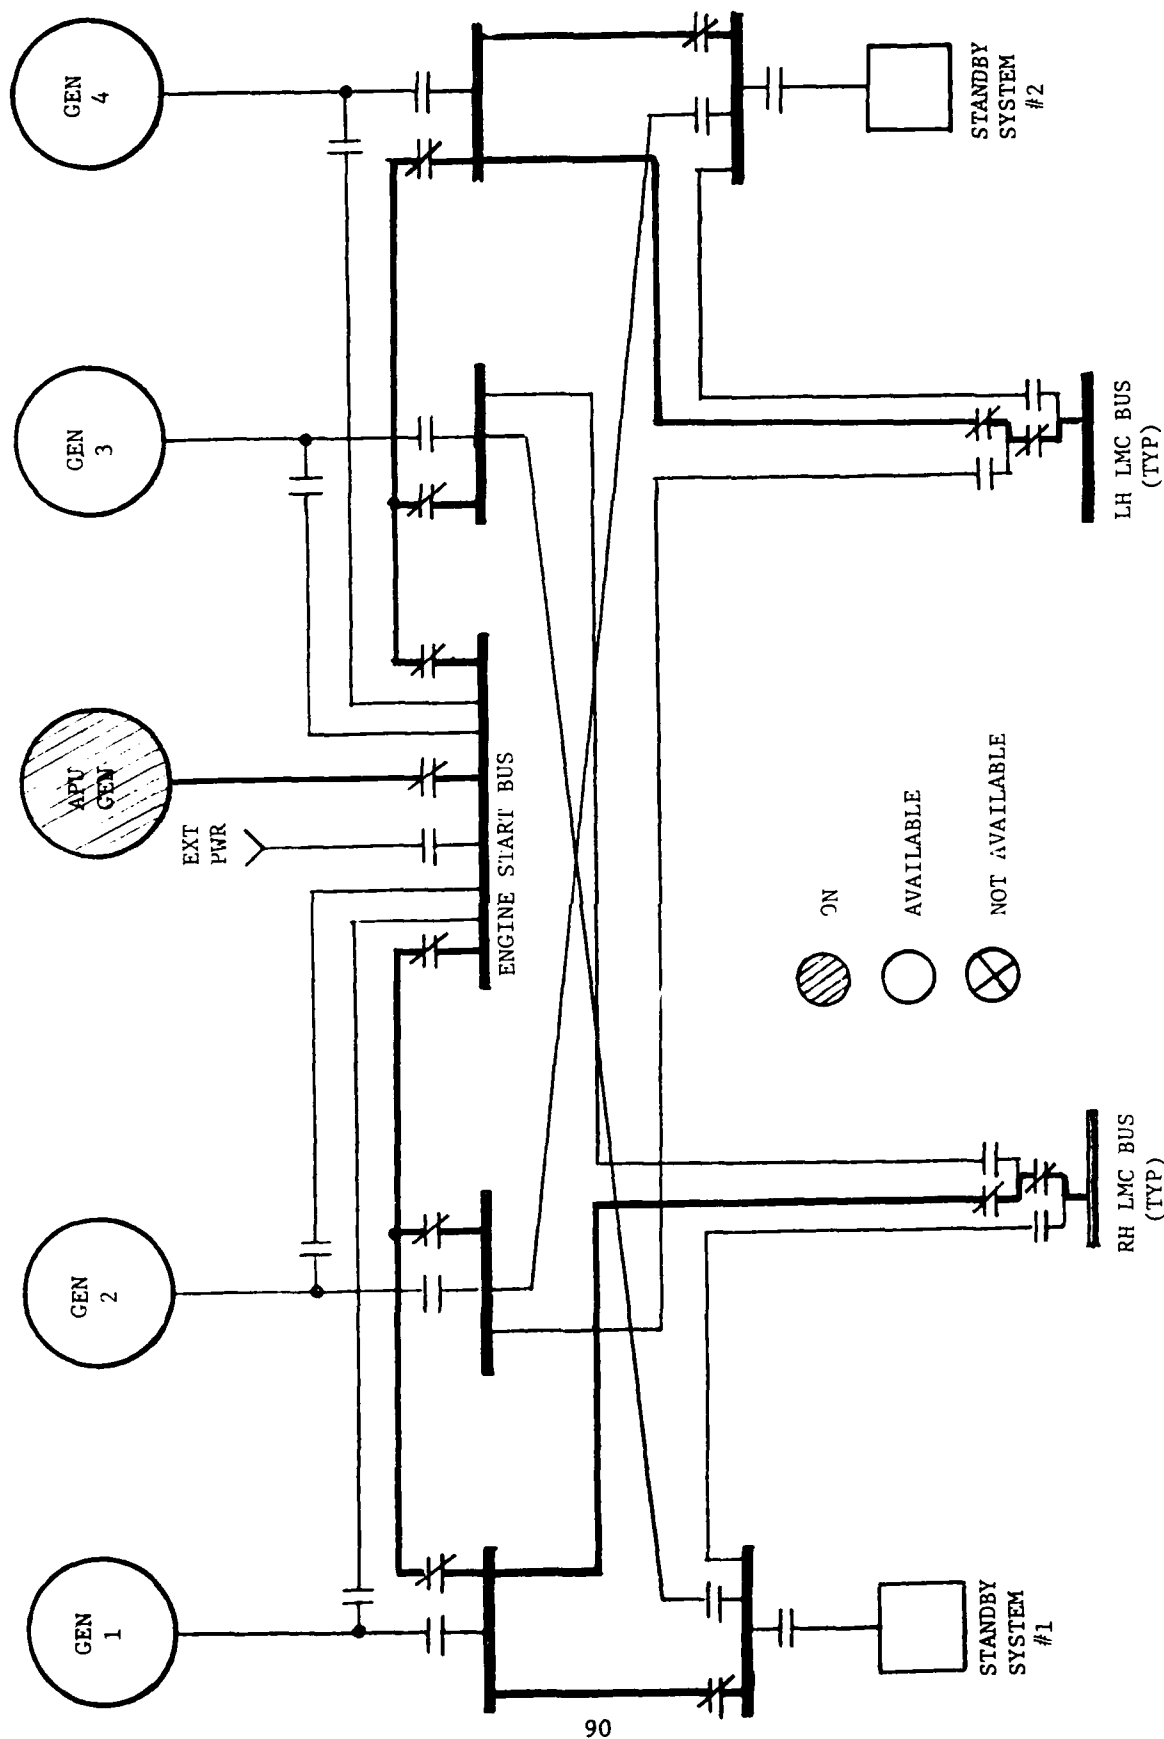 GEN
1
GEN
2
APU
GEN
GEN
3
GEN
4
EXT
PWR
ENGINE START BUS
ON
AVAILABLE
NOT AVAILABLE
STANDBY
SYSTEM
#1
RH LMC BUS
(TYP)
LH LMC BUS
(TYP)
STANDBY
SYSTEM
#2
90